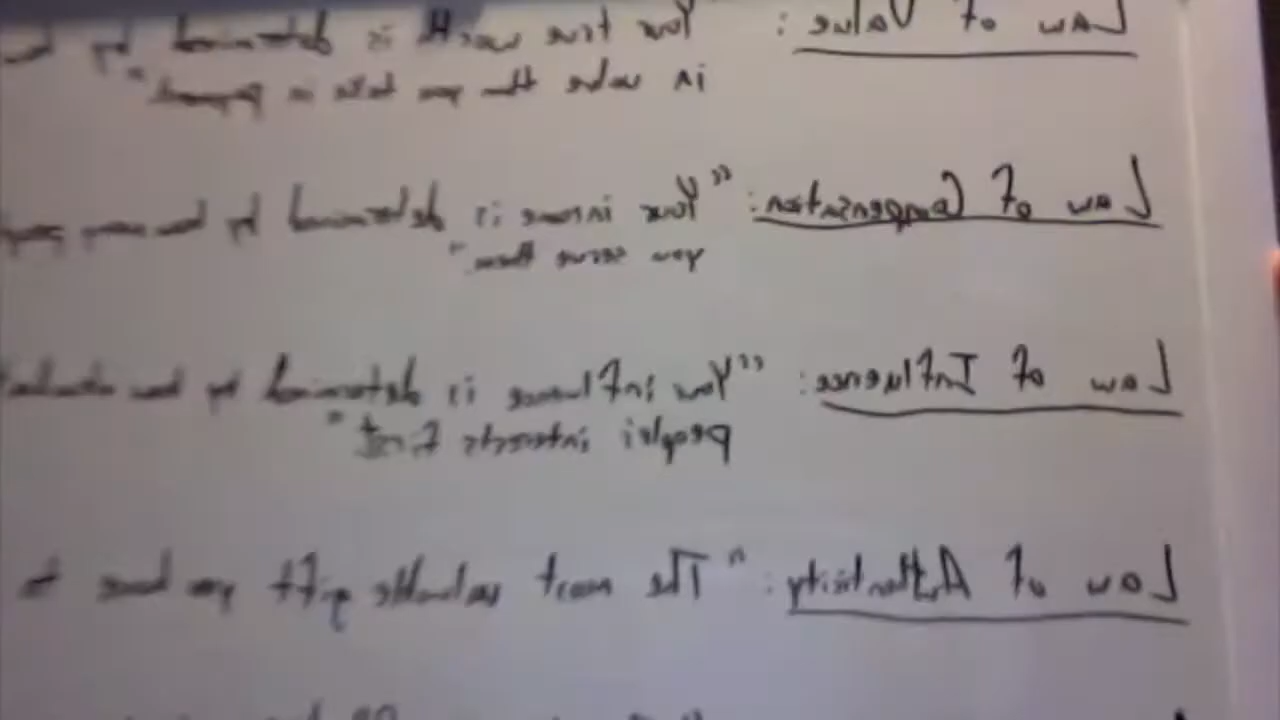 Law of Value: Your true worth is determined by
in value than you take in payment"
Law of Compensation: "Your income is determined by how many
you serve them"
Law of Influence: "Your influence is determined by how
people's interests first"
Law of Authenticity: "The most valuable gift you have to